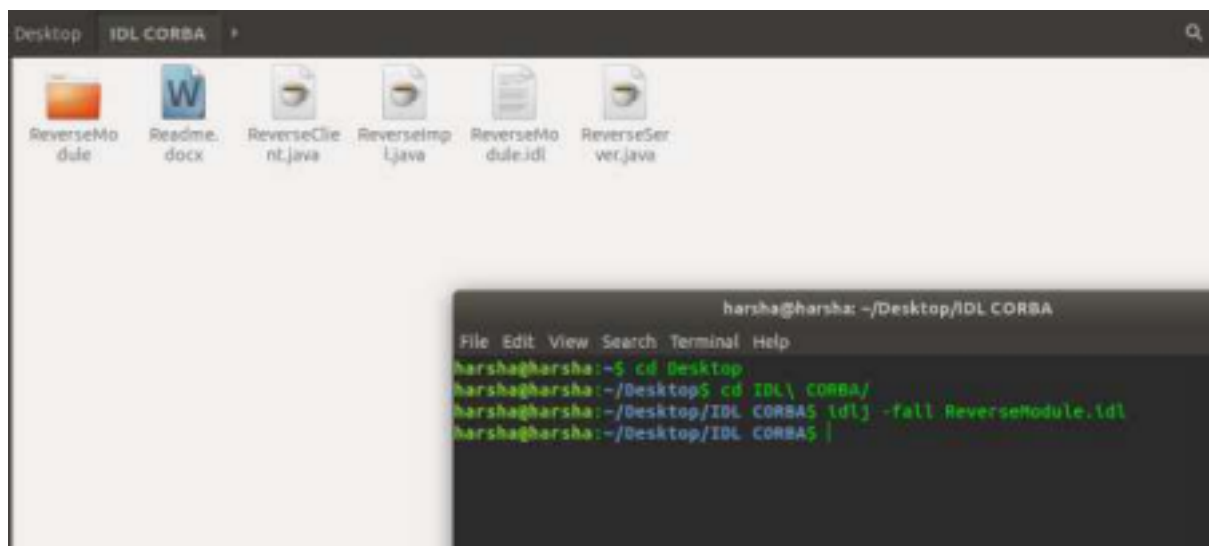 Desktop IDL CORBA
ReverseMo
dule
Readme.
docx
ReverseClie
nt.java
ReverseImp
l.java
ReverseMo
dule.idl
ReverseSer
ver.java
W
harsha@harsha: ~/Desktop/IDL CORBA
File Edit View Search Terminal Help
harsha@harsha:~$ cd Desktop
harsha@harsha:~/Desktop$ cd IDL\ CORBA/
harsha@harsha:~/Desktop/IDL CORBA$ idlj -fall ReverseModule.idl
harsha@harsha:~/Desktop/IDL CORBA$